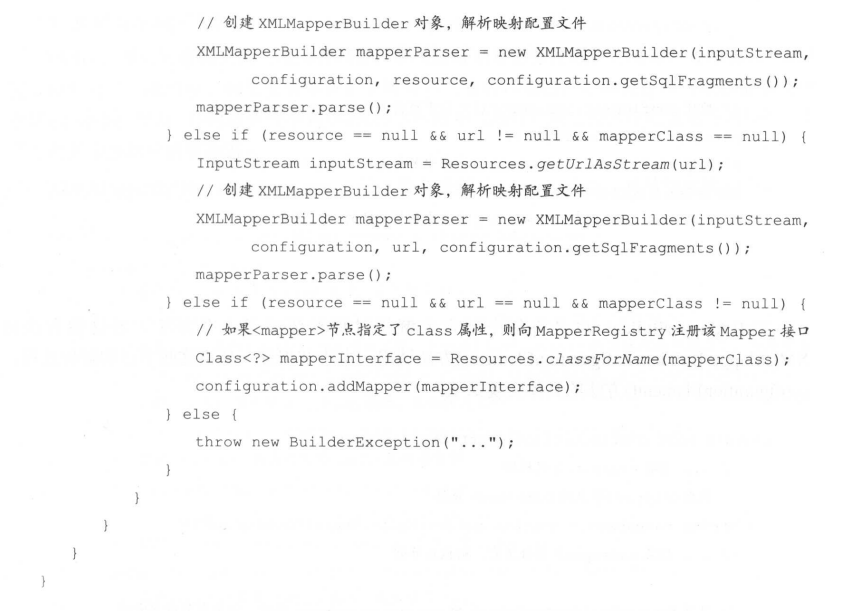 // 创建 XMLMapperBuilder 对象，解析映射配置文件
XMLMapperBuilder mapperParser = new XMLMapperBuilder(inputStream,
configuration, resource, configuration.getSqlFragments());
mapperParser.parse();
} else if (resource == null && url != null && mapperClass == null) {
InputStream inputStream = Resources.getUrlAsStream(url);
// 创建 XMLMapperBuilder 对象，解析映射配置文件
XMLMapperBuilder mapperParser = new XMLMapperBuilder(inputStream,
configuration, url, configuration.getSqlFragments());
mapperParser.parse();
} else if (resource == null && url == null && mapperClass != null) {
// 如果<mapper>节点指定了 class 属性，则向 MapperRegistry 注册该 Mapper 接口
Class<?> mapperInterface = Resources.classForName(mapperClass);
configuration.addMapper(mapperInterface);
} else {
throw new BuilderException("...");
}
}
}
}
}